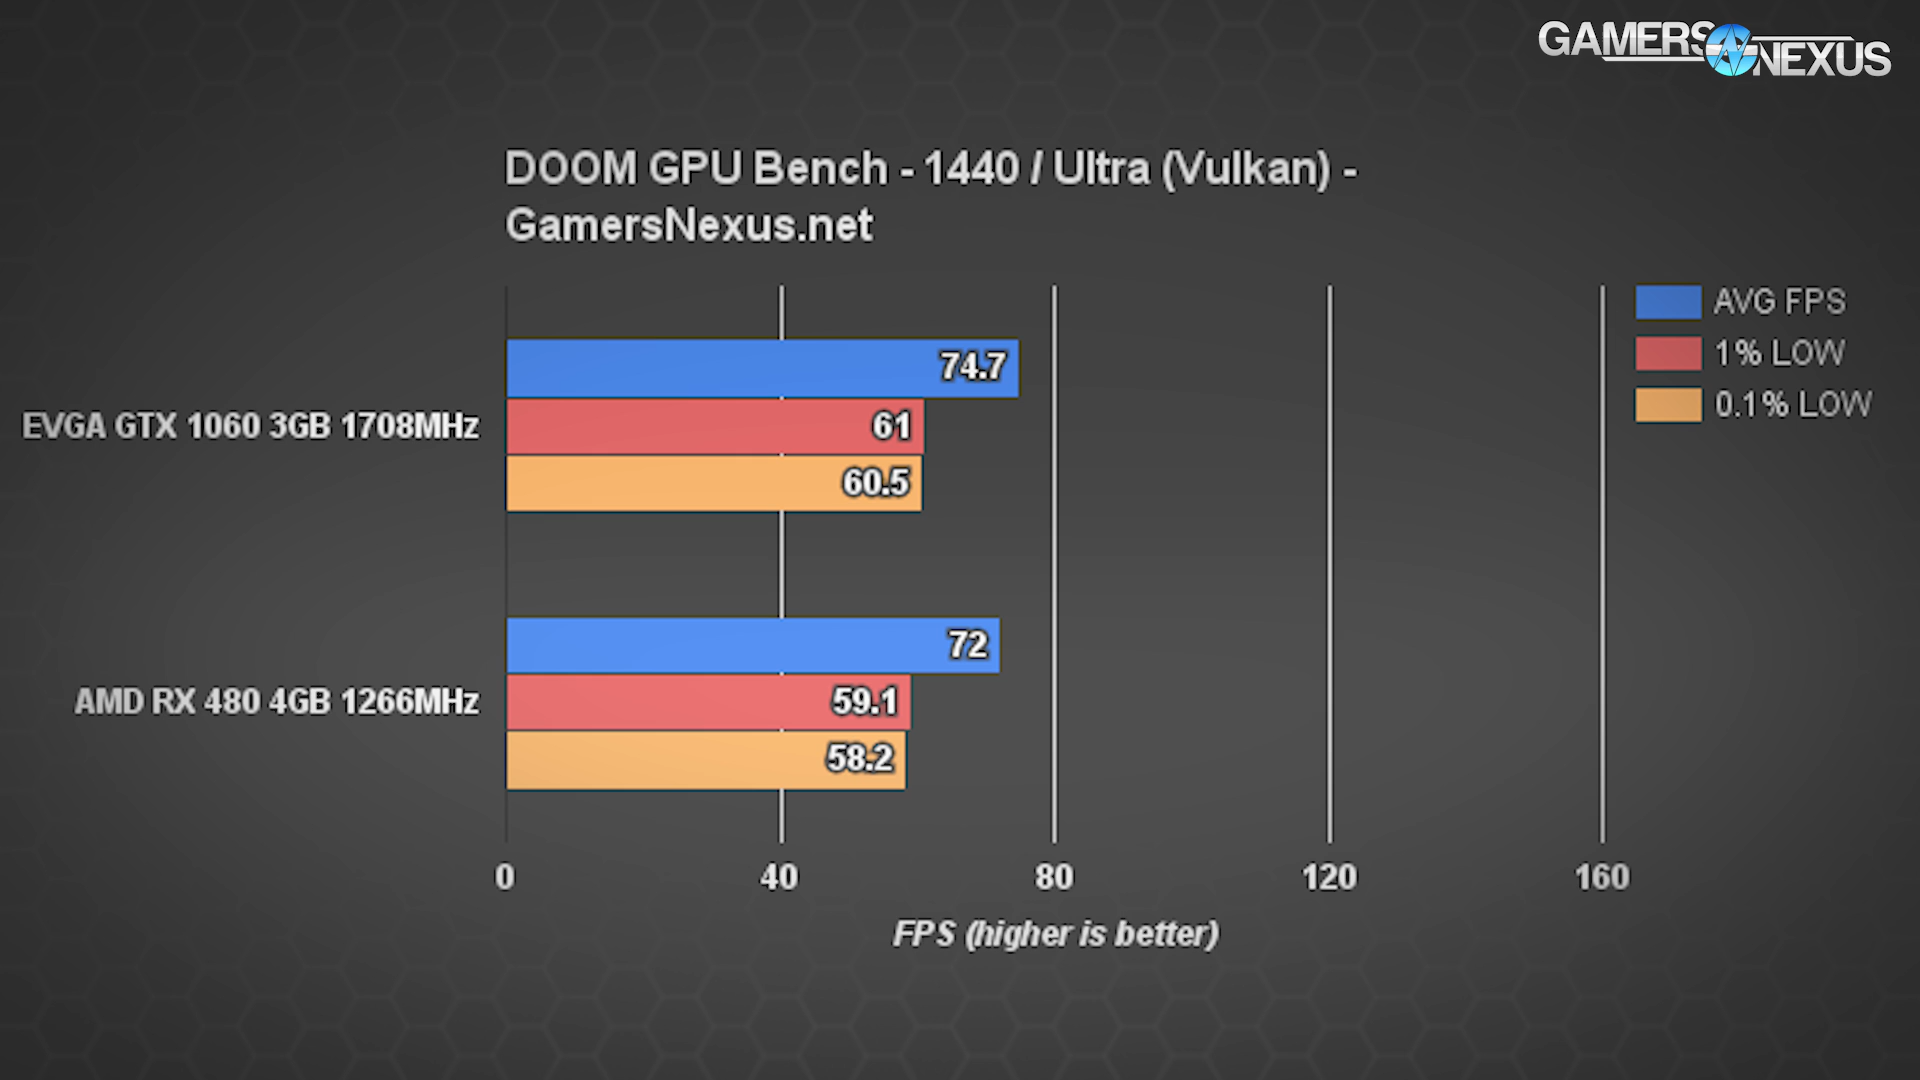 GAMERS NEXUS
DOOM GPU Bench - 1440 / Ultra (Vulkan) -
GamersNexus.net
AVG FPS
1% LOW
0.1% LOW
EVGA GTX 1060 3GB 1708MHz
74.7
61
60.5
AMD RX 480 4GB 1266MHz
72
59.1
58.2
0 40 80 120 160
FPS (higher is better)